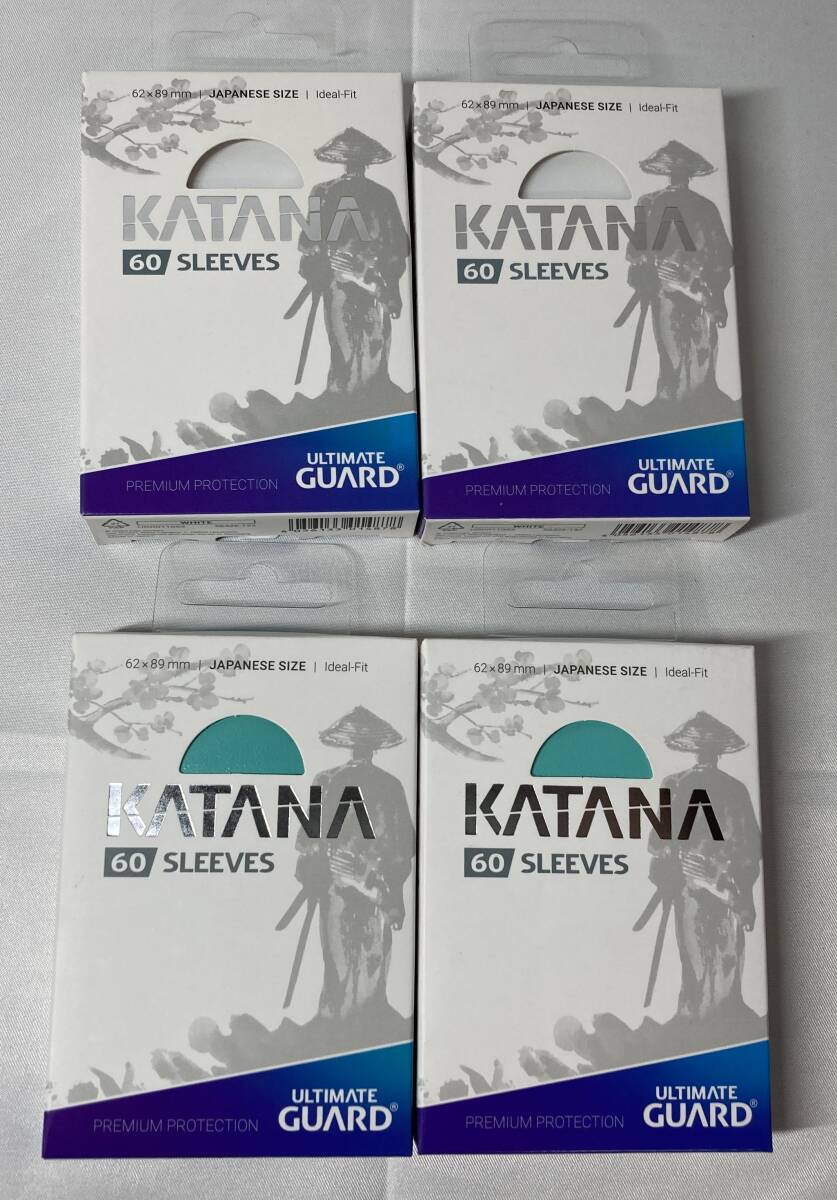 62×89 mm | JAPANESE SIZE | Ideal-Fit
KATANA
60 SLEEVES
PREMIUM PROTECTION
ULTIMATE
GUARD®
WHITE
62×89 mm | JAPANESE SIZE | Ideal-Fit
KATANA
60 SLEEVES
PREMIUM PROTECTION
ULTIMATE
GUARD®
62×89 mm | JAPANESE SIZE | Ideal-Fit
KATANA
60 SLEEVES
PREMIUM PROTECTION
ULTIMATE
GUARD®
62×89 mm | JAPANESE SIZE | Ideal-Fit
KATANA
60 SLEEVES
PREMIUM PROTECTION
ULTIMATE
GUARD®